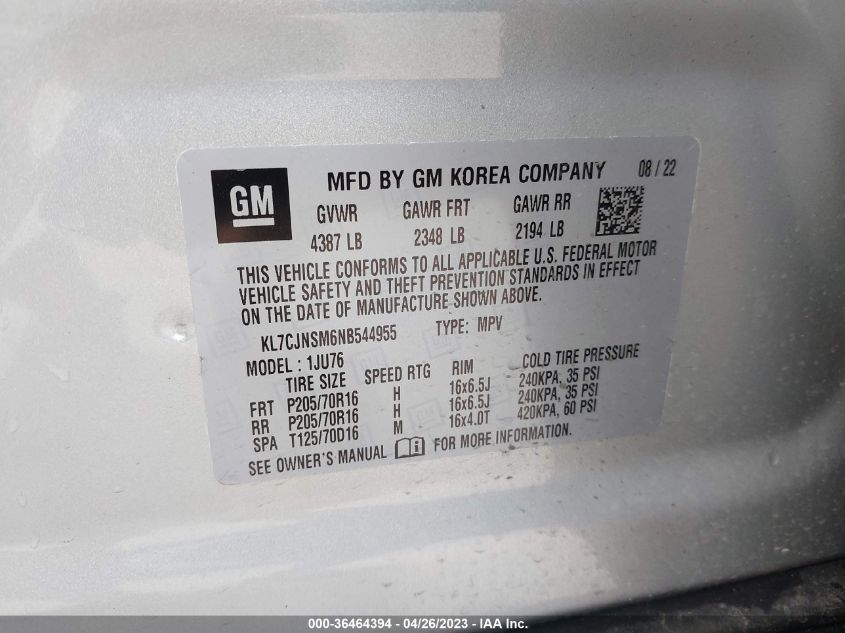 GM
MFD BY GM KOREA COMPANY 08 / 22
GVWR GAWR FRT GAWR RR
4387 LB 2348 LB 2194 LB
THIS VEHICLE CONFORMS TO ALL APPLICABLE U.S. FEDERAL MOTOR
VEHICLE SAFETY AND THEFT PREVENTION STANDARDS IN EFFECT
ON THE DATE OF MANUFACTURE SHOWN ABOVE.
KL7CJNSM6NB544955 TYPE: MPV
MODEL : 1JU76
TIRE SIZE SPEED RTG RIM COLD TIRE PRESSURE
FRT P205/70R16 H 16x6.5J 240KPA, 35 PSI
RR P205/70R16 H 16x6.5J 240KPA, 35 PSI
SPA T125/70D16 M 16x4.0T 420KPA, 60 PSI
SEE OWNER'S MANUAL FOR MORE INFORMATION.
000-36464394 - 04/26/2023 - IAA Inc.